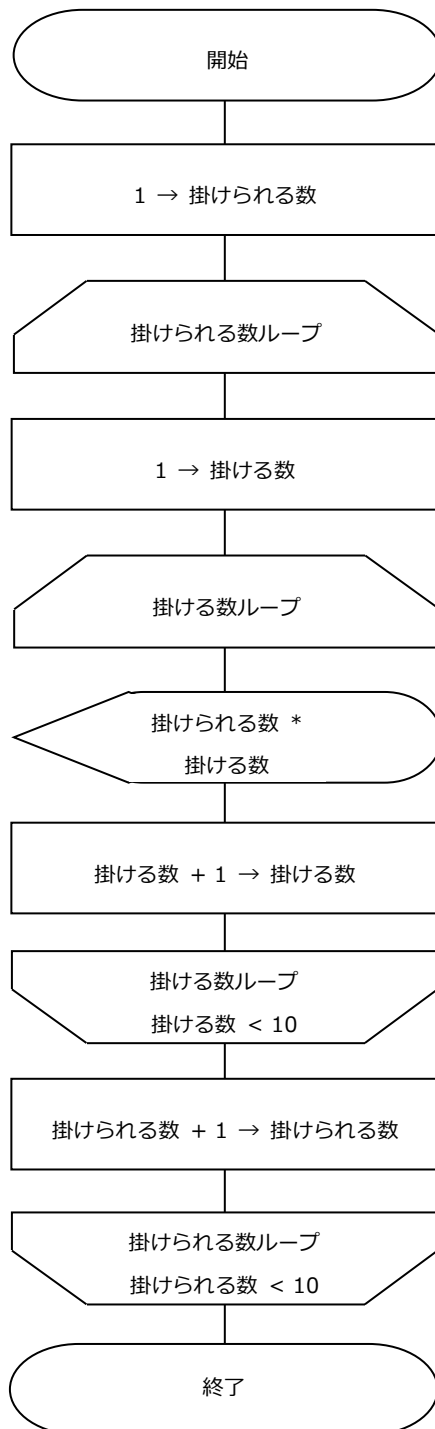 開始
1 → 掛けられる数
掛けられる数ループ
1 → 掛ける数
掛ける数ループ
掛けられる数 *
掛ける数
掛ける数 + 1 → 掛ける数
掛ける数ループ
掛ける数 < 10
掛けられる数 + 1 → 掛けられる数
掛けられる数ループ
掛けられる数 < 10
終了